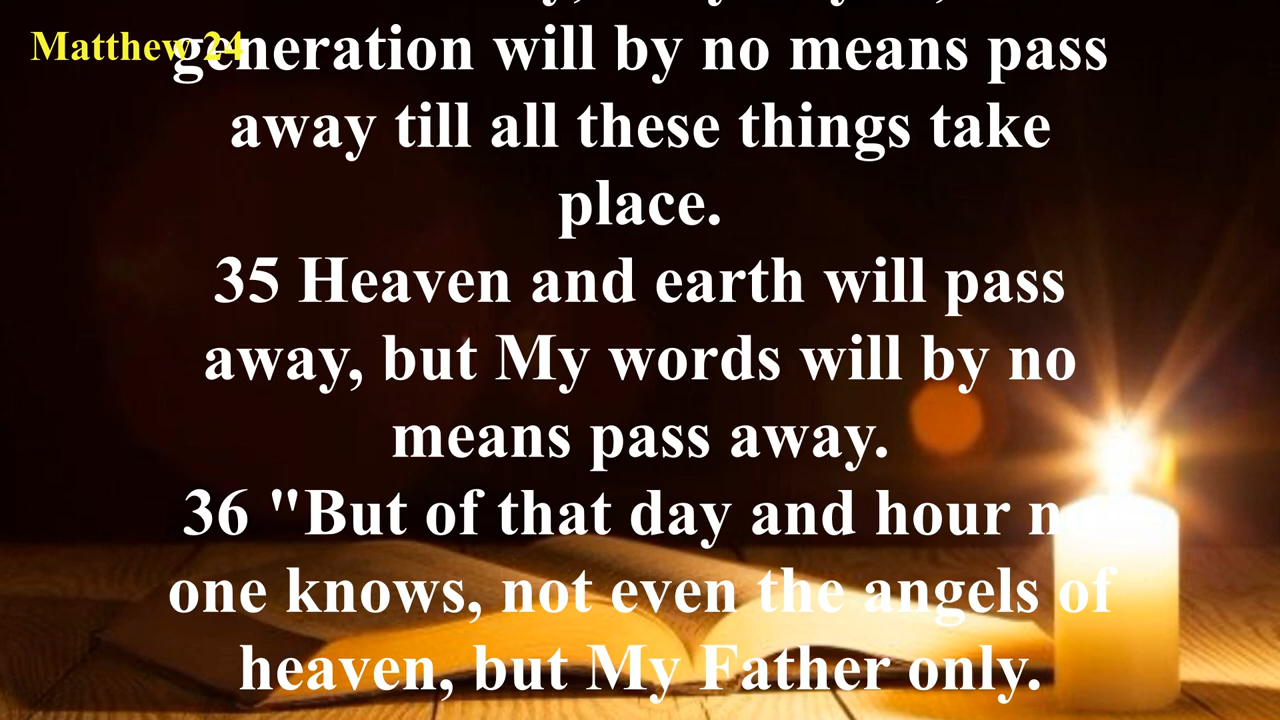 Matthew 24
generation will by no means pass
away till all these things take
place.
35 Heaven and earth will pass
away, but My words will by no
means pass away.
36 "But of that day and hour no
one knows, not even the angels of
heaven, but My Father only.